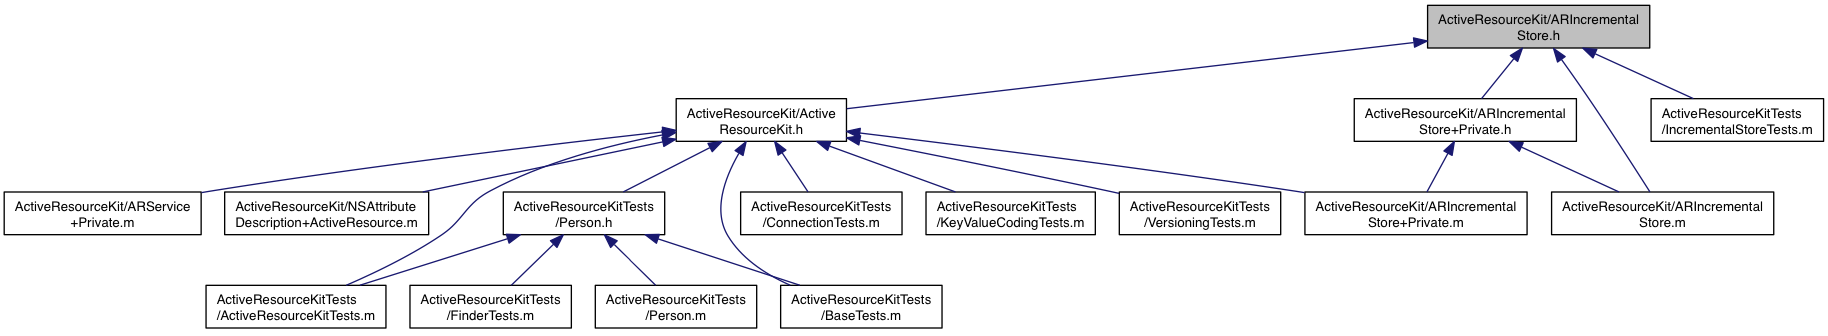 ActiveResourceKit/ARIncremental
Store.h
ActiveResourceKit/Active
ResourceKit.h
ActiveResourceKit/ARIncremental
Store+Private.h
ActiveResourceKitTests
/IncrementalStoreTests.m
ActiveResourceKit/ARService
+Private.m
ActiveResourceKit/NSAttribute
Description+ActiveResource.m
ActiveResourceKitTests
/Person.h
ActiveResourceKitTests
/ConnectionTests.m
ActiveResourceKitTests
/KeyValueCodingTests.m
ActiveResourceKitTests
/VersioningTests.m
ActiveResourceKit/ARIncremental
Store+Private.m
ActiveResourceKit/ARIncremental
Store.m
ActiveResourceKitTests
/ActiveResourceKitTests.m
ActiveResourceKitTests
/FinderTests.m
ActiveResourceKitTests
/Person.m
ActiveResourceKitTests
/BaseTests.m